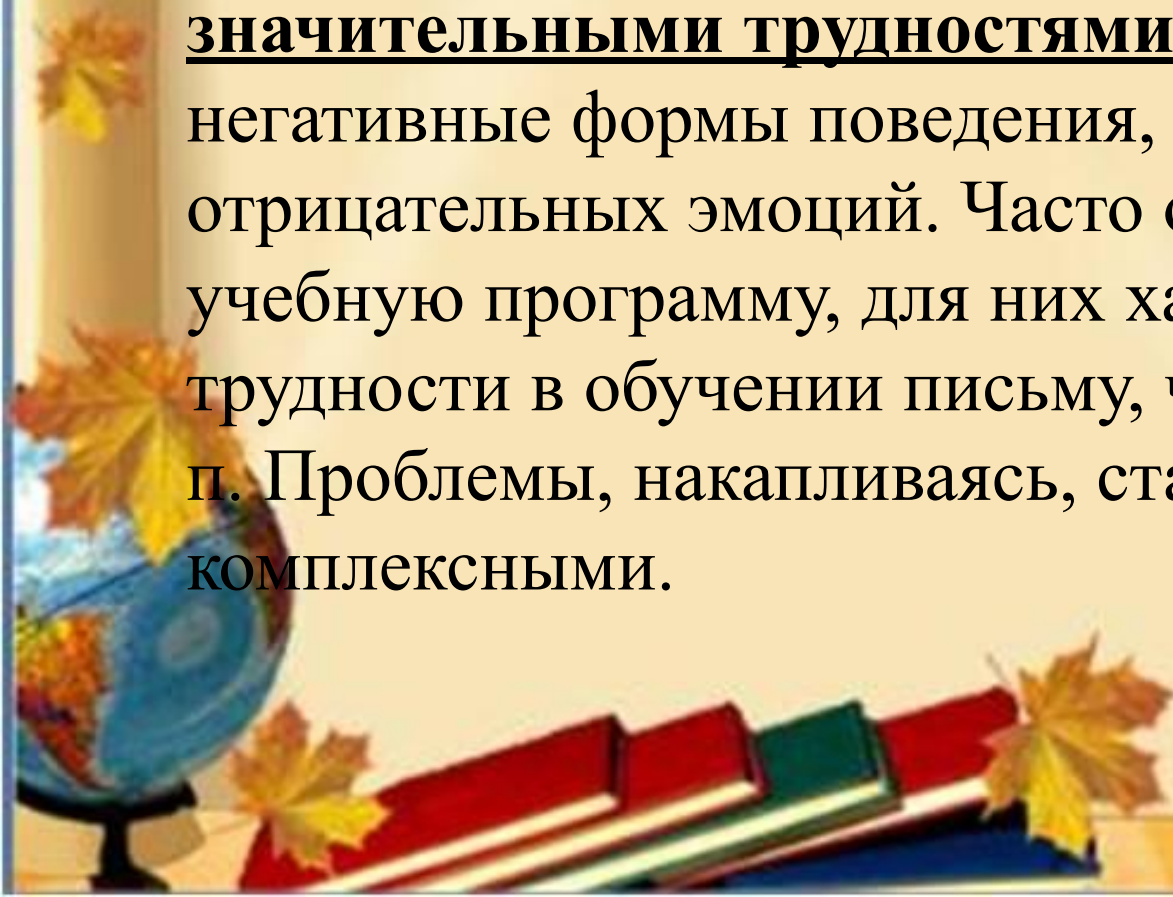 значительными трудностями
негативные формы поведения,
отрицательных эмоций. Часто
учебную программу, для них
трудности в обучении письму,
п. Проблемы, накапливаясь,
комплексными.